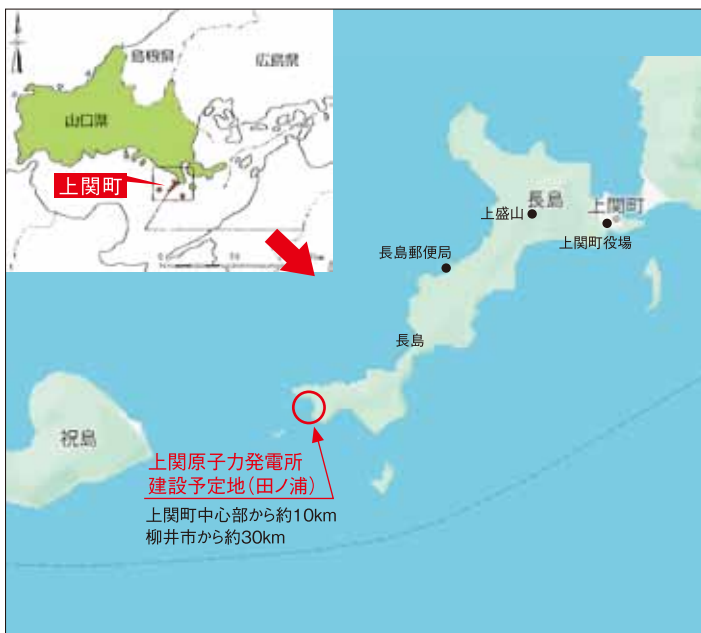 島根県
広島県
山口県
上関町
長島
上関町
上盛山
上関町役場
長島郵便局
長島
祝島
上関原子力発電所
建設予定地(田ノ浦)
上関町中心部から約10km
柳井市から約30km